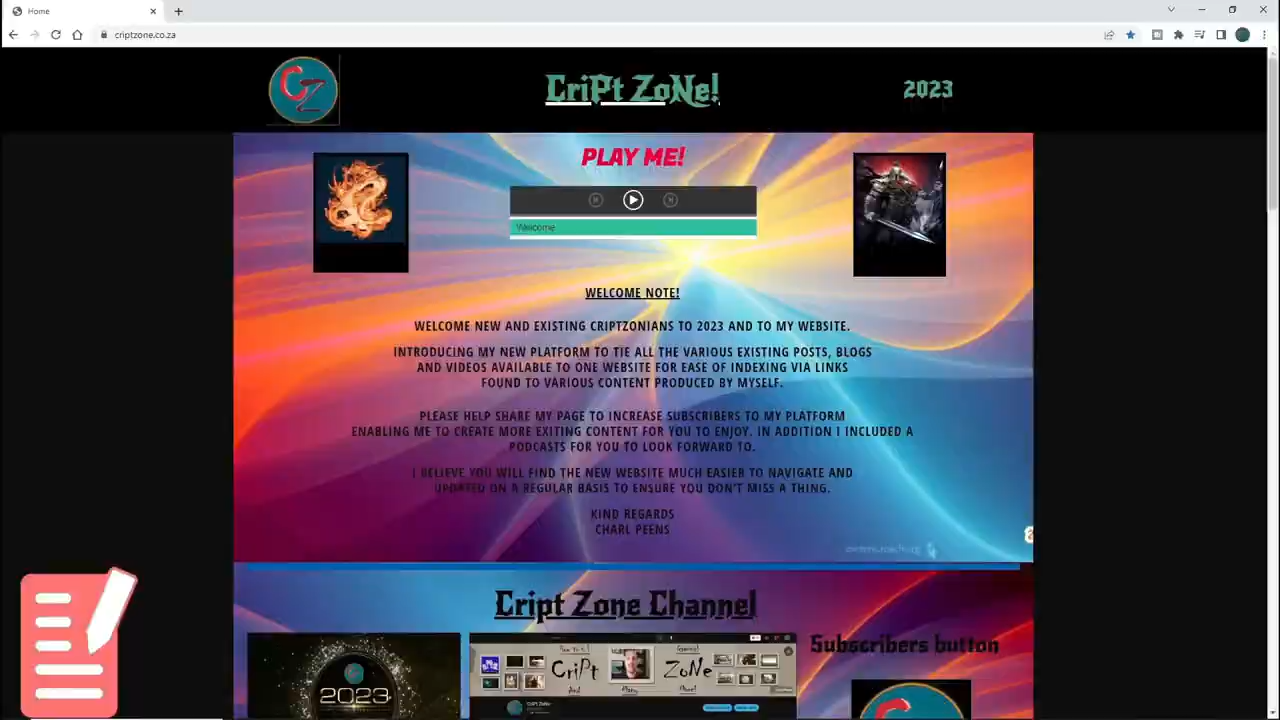 Home
criptzone.co.za
CZ
CriPt ZoNe!
2023
PLAY ME!
Welcome
WELCOME NOTE!
WELCOME NEW AND EXISTING CRIPTZONIANS TO 2023 AND TO MY WEBSITE.
INTRODUCING MY NEW PLATFORM TO TIE ALL THE VARIOUS EXISTING POSTS, BLOGS
AND VIDEOS AVAILABLE TO ONE WEBSITE FOR EASE OF INDEXING VIA LINKS
FOUND TO VARIOUS CONTENT PRODUCED BY MYSELF.
PLEASE HELP SHARE MY PAGE TO INCREASE SUBSCRIBERS TO MY PLATFORM
ENABLING ME TO CREATE MORE EXITING CONTENT FOR YOU TO ENJOY. IN ADDITION I INCLUDED A
PODCASTS FOR YOU TO LOOK FORWARD TO.
I BELIEVE YOU WILL FIND THE NEW WEBSITE MUCH EASIER TO NAVIGATE AND
UPDATED ON A REGULAR BASIS TO ENSURE YOU DON'T MISS A THING.
KIND REGARDS
CHARL PEENS
Cript Zone Channel
Subscribers button
2023
CriPt ZoNe